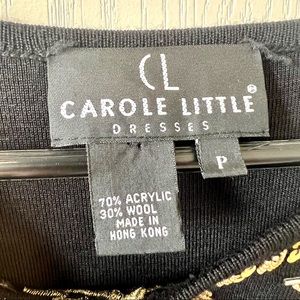 CL
CAROLE LITTLE®
DRESSES
P
70% ACRYLIC
30% WOOL
MADE IN
HONG KONG